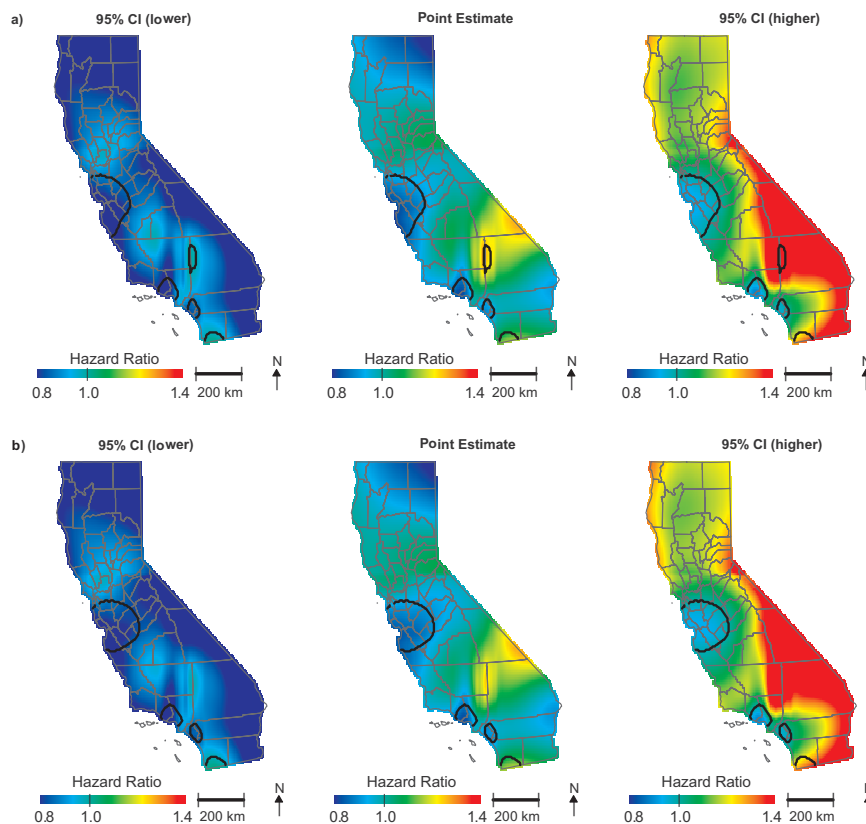 a)
95% CI (lower)
Point Estimate
95% CI (higher)
Hazard Ratio
0.8 1.0 1.4
200 km
N
Hazard Ratio
0.8 1.0 1.4
200 km
N
Hazard Ratio
0.8 1.0 1.4
200 km
N
b)
95% CI (lower)
Point Estimate
95% CI (higher)
Hazard Ratio
0.8 1.0 1.4
200 km
N
Hazard Ratio
0.8 1.0 1.4
200 km
N
Hazard Ratio
0.8 1.0 1.4
200 km
N